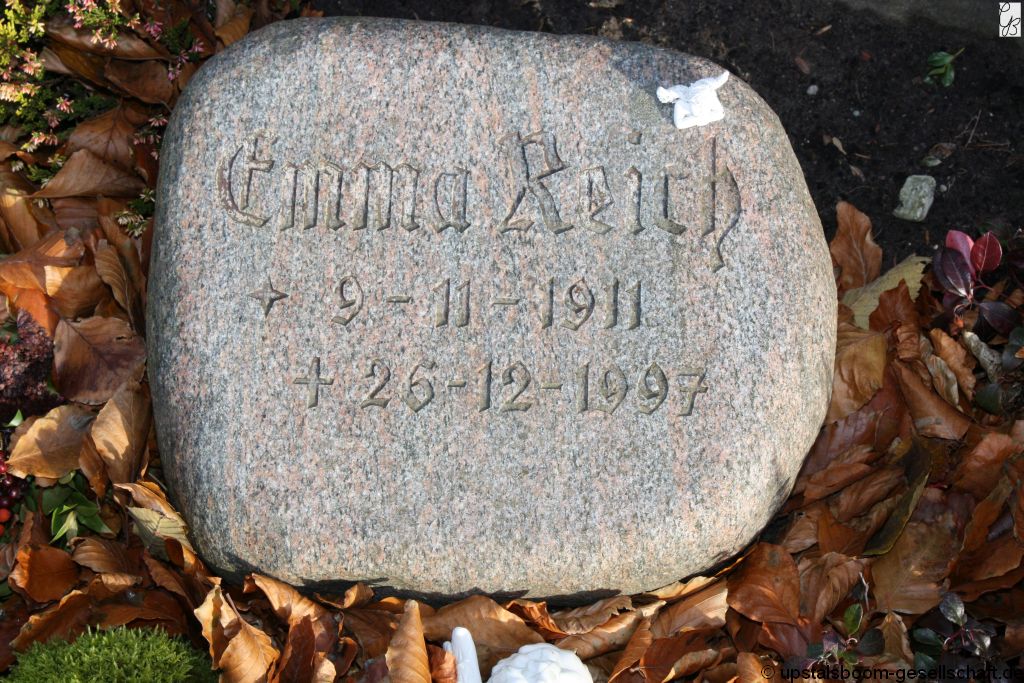 Emma Reich
✦ 9-11-1911
+ 26-12-1997
© upstalsboom-gesellschaft.de